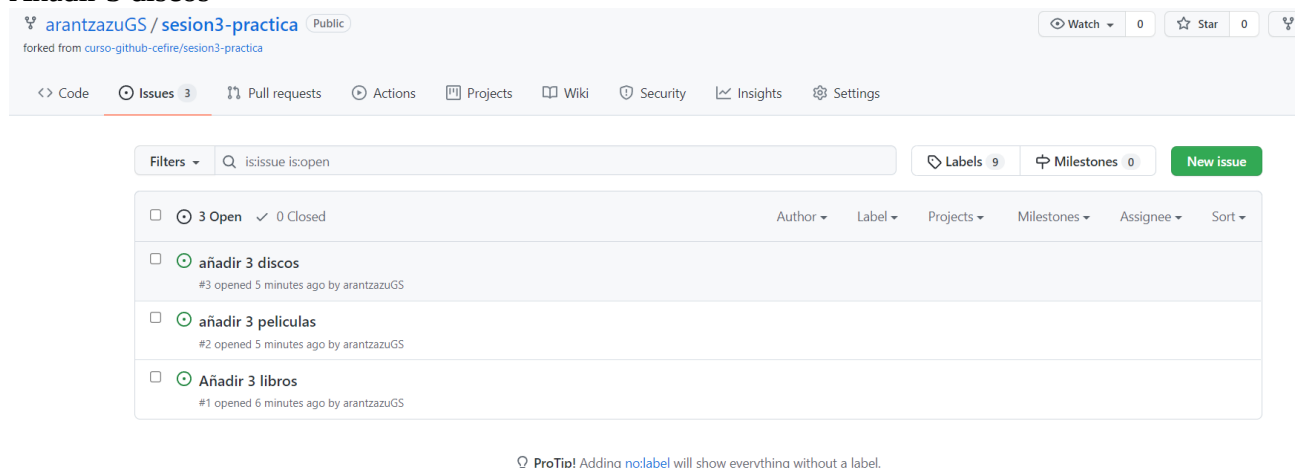 Añadir 3 discos
arantzazuGS / sesion3-practica Public
Watch 0 Star 0
forked from curso-github-cefire/sesion3-practica
Code Issues 3 Pull requests Actions Projects Wiki Security Insights Settings
Filters is:issue is:open Labels 9 Milestones 0 New issue
3 Open 0 Closed Author Label Projects Milestones Assignee Sort
añadir 3 discos
#3 opened 5 minutes ago by arantzazuGS
añadir 3 peliculas
#2 opened 5 minutes ago by arantzazuGS
Añadir 3 libros
#1 opened 6 minutes ago by arantzazuGS
ProTip! Adding no:label will show everything without a label.